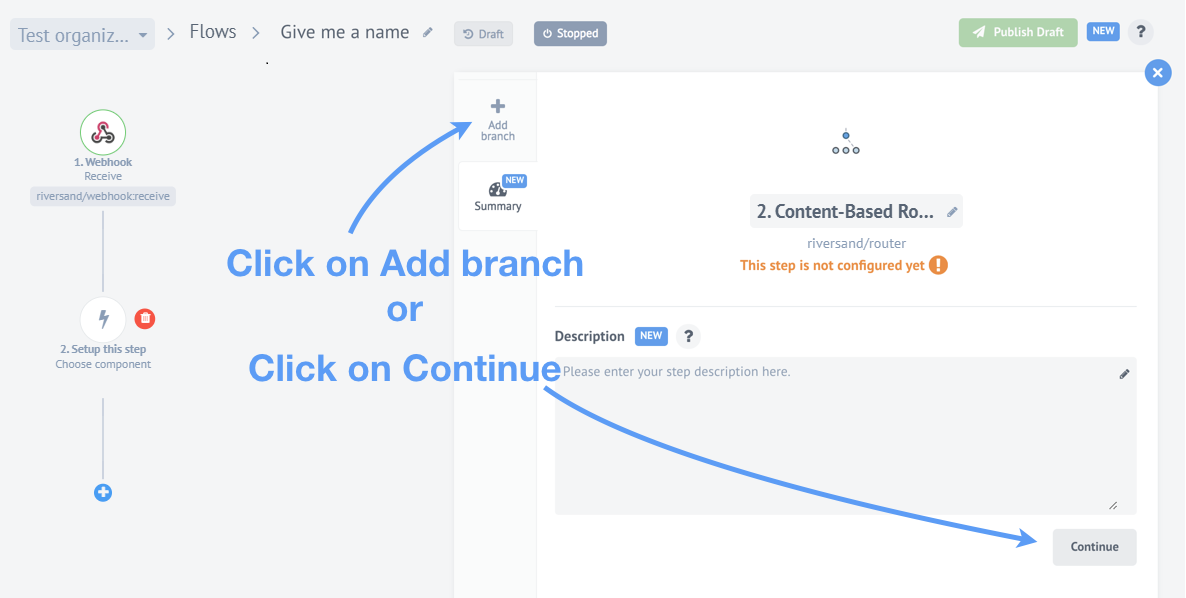 Test organiz...
Flows
Give me a name
Draft
Stopped
Publish Draft
NEW
?
1. Webhook
Receive
riversand/webhook:receive
2. Setup this step
Choose component
Add
branch
NEW
Summary
Click on Add branch
or
Click on Continue
2. Content-Based Ro...
riversand/router
This step is not configured yet
Description
NEW
?
Please enter your step description here.
Continue